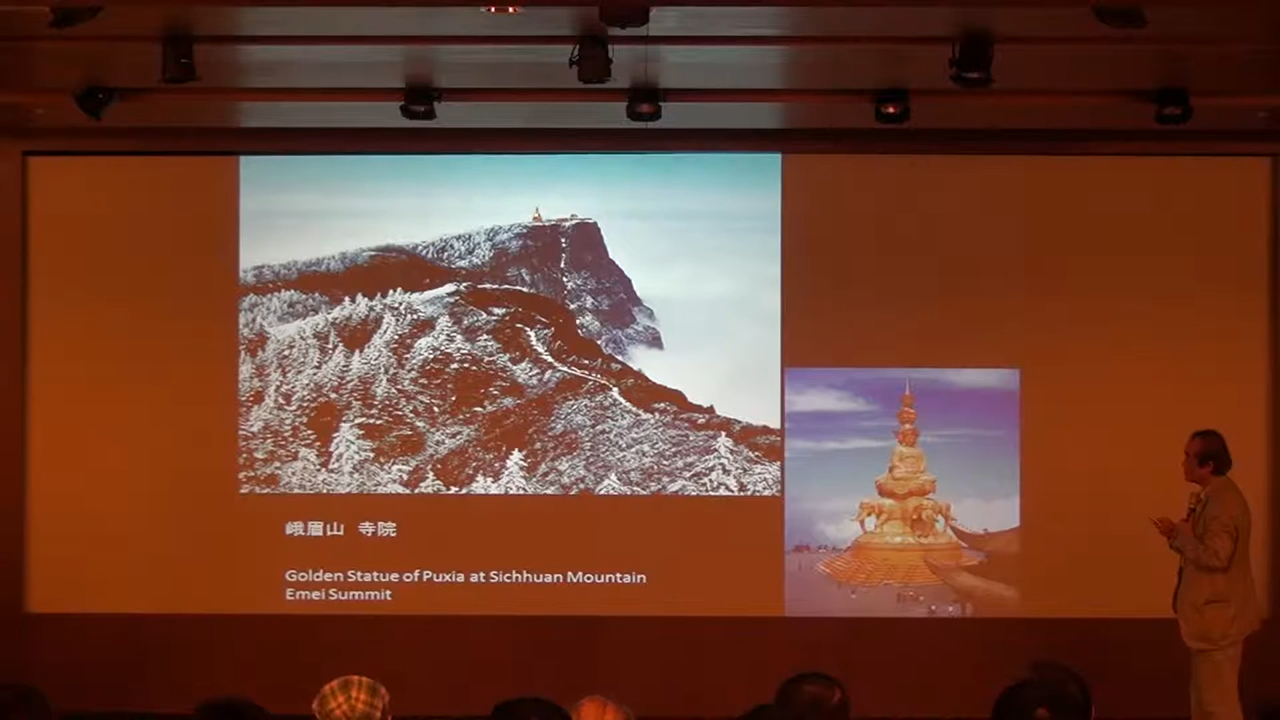 峨眉山 寺院
Golden Statue of Puxia at Sichhuan Mountain
Emei Summit